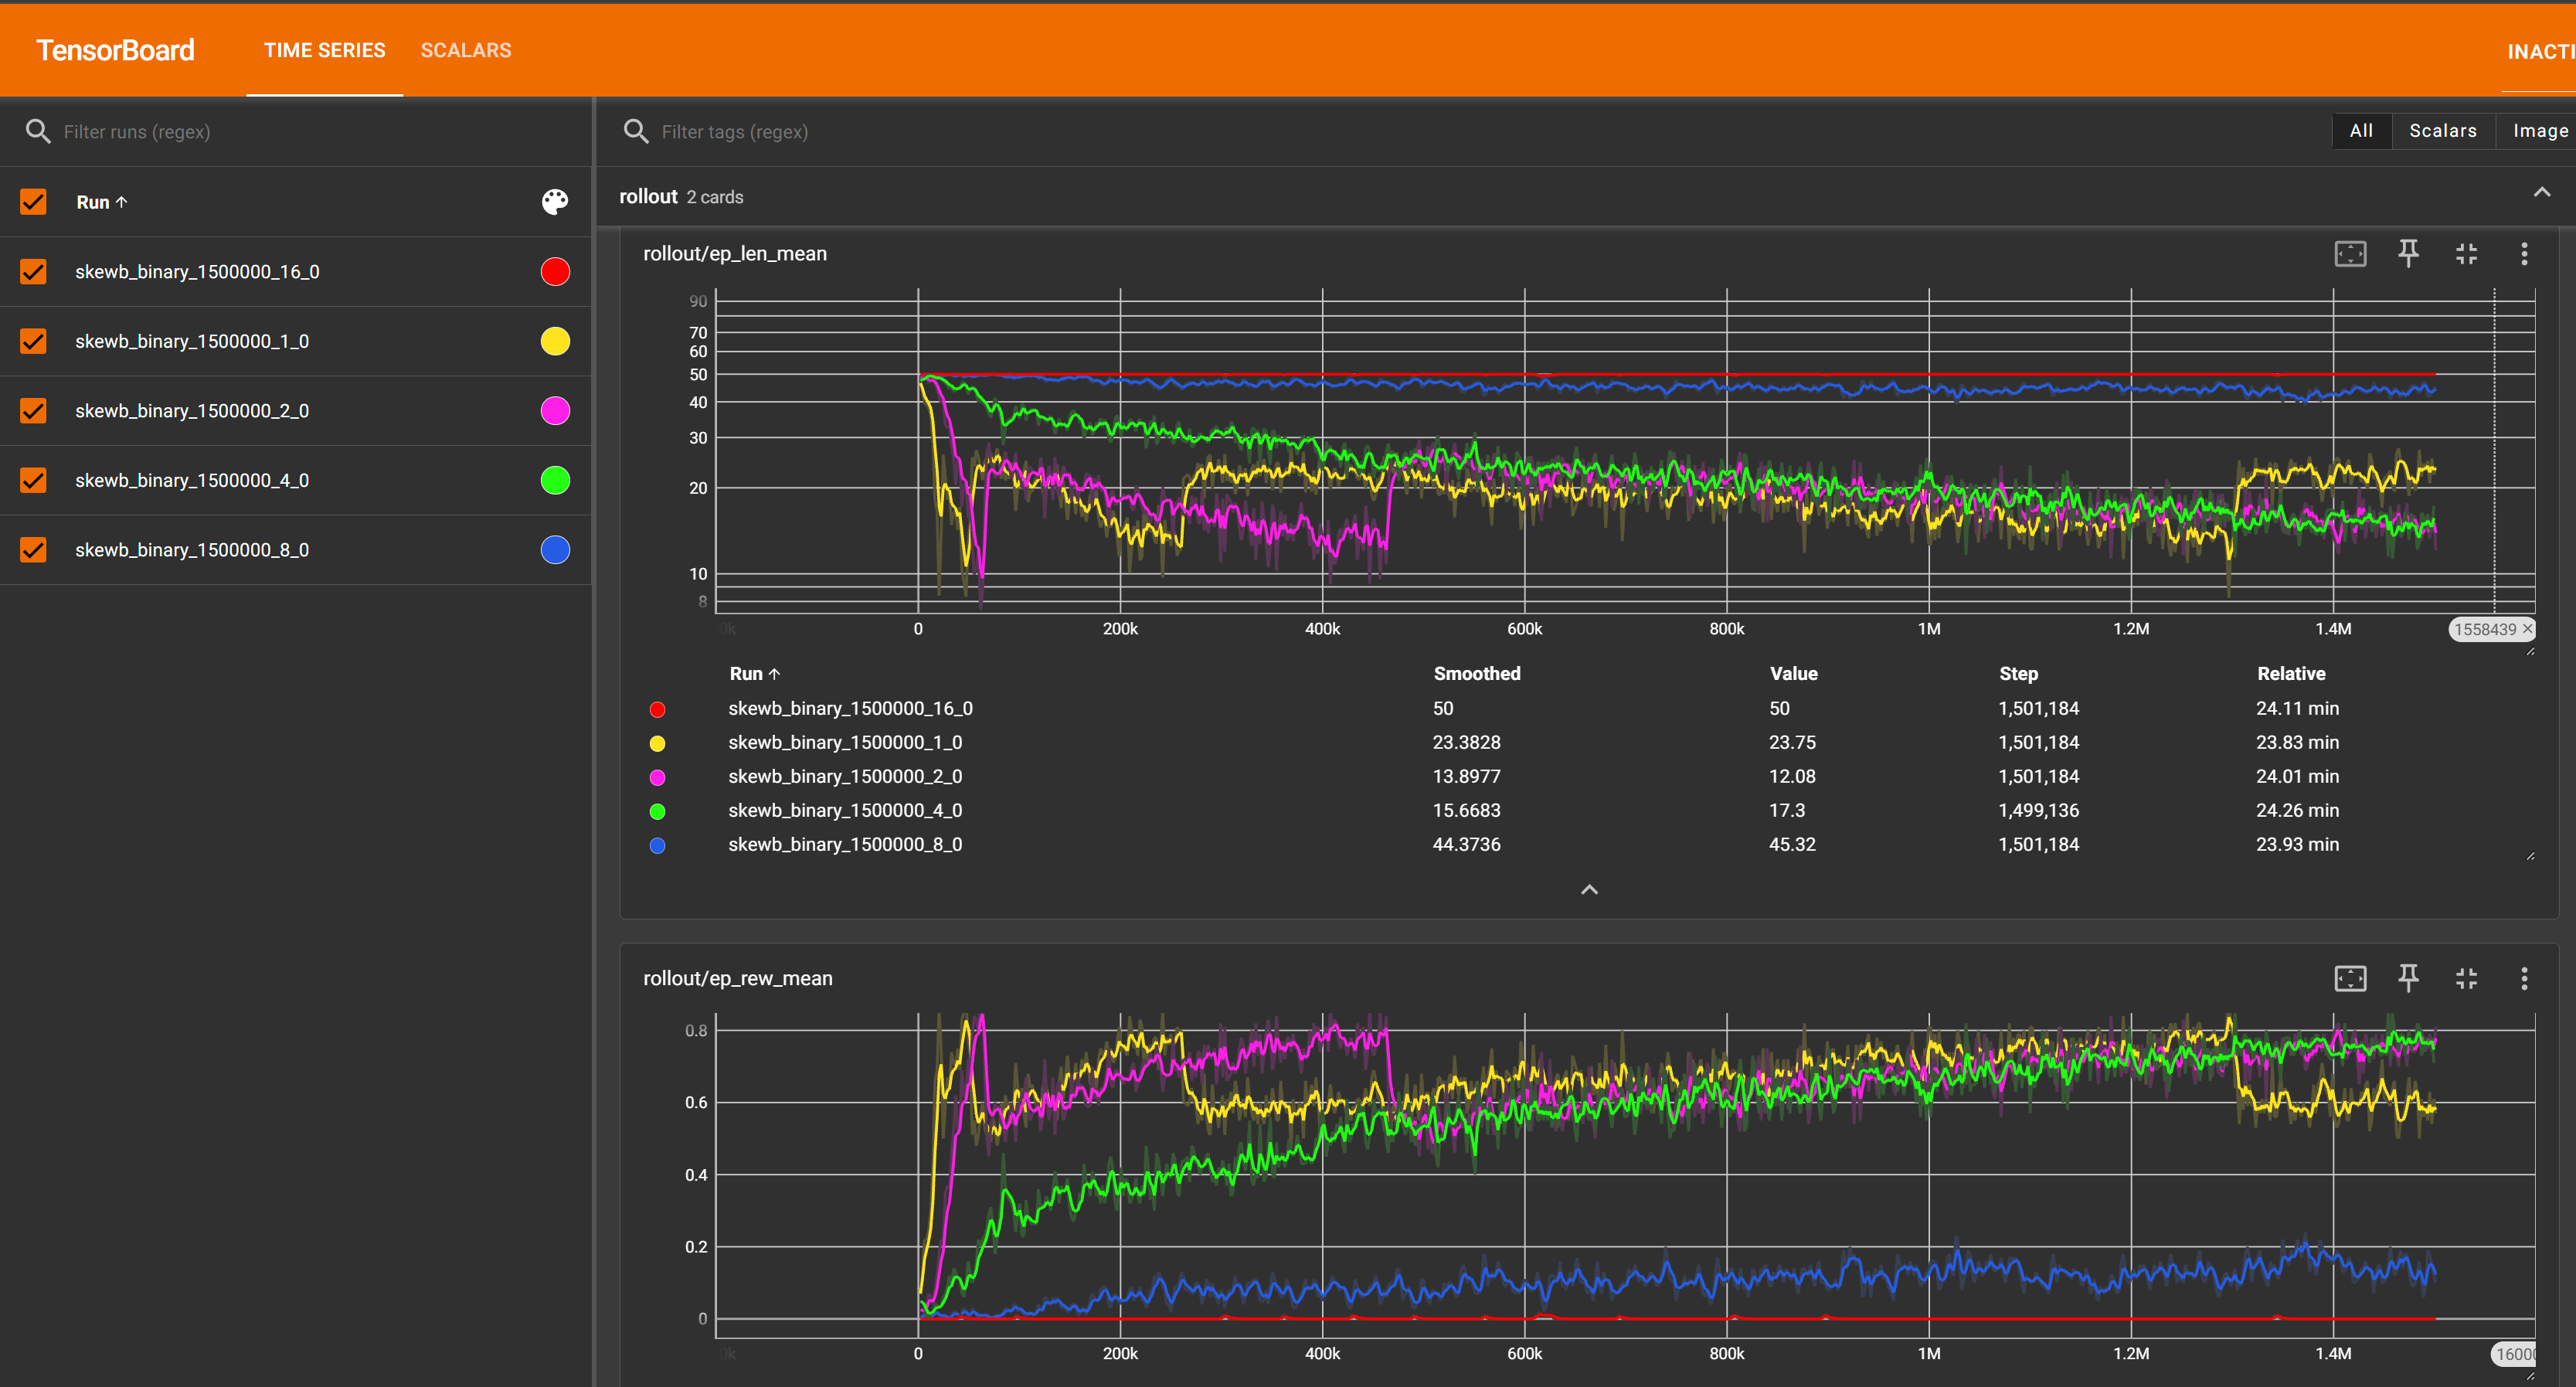 TensorBoard TIME SERIES SCALARS INACTI
Filter runs (regex)
Run
skewb_binary_1500000_16_0
skewb_binary_1500000_1_0
skewb_binary_1500000_2_0
skewb_binary_1500000_4_0
skewb_binary_1500000_8_0
Filter tags (regex) All Scalars Image
rollout 2 cards
rollout/ep_len_mean
90
70
60
50
40
30
20
10
8
0k 0 200k 400k 600k 800k 1M 1.2M 1.4M 1558439 ×
Run ↑ Smoothed Value Step Relative
skewb_binary_1500000_16_0 50 50 1,501,184 24.11 min
skewb_binary_1500000_1_0 23.3828 23.75 1,501,184 23.83 min
skewb_binary_1500000_2_0 13.8977 12.08 1,501,184 24.01 min
skewb_binary_1500000_4_0 15.6683 17.3 1,499,136 24.26 min
skewb_binary_1500000_8_0 44.3736 45.32 1,501,184 23.93 min
rollout/ep_rew_mean
0.8
0.6
0.4
0.2
0
0k 0 200k 400k 600k 800k 1M 1.2M 1.4M 1600